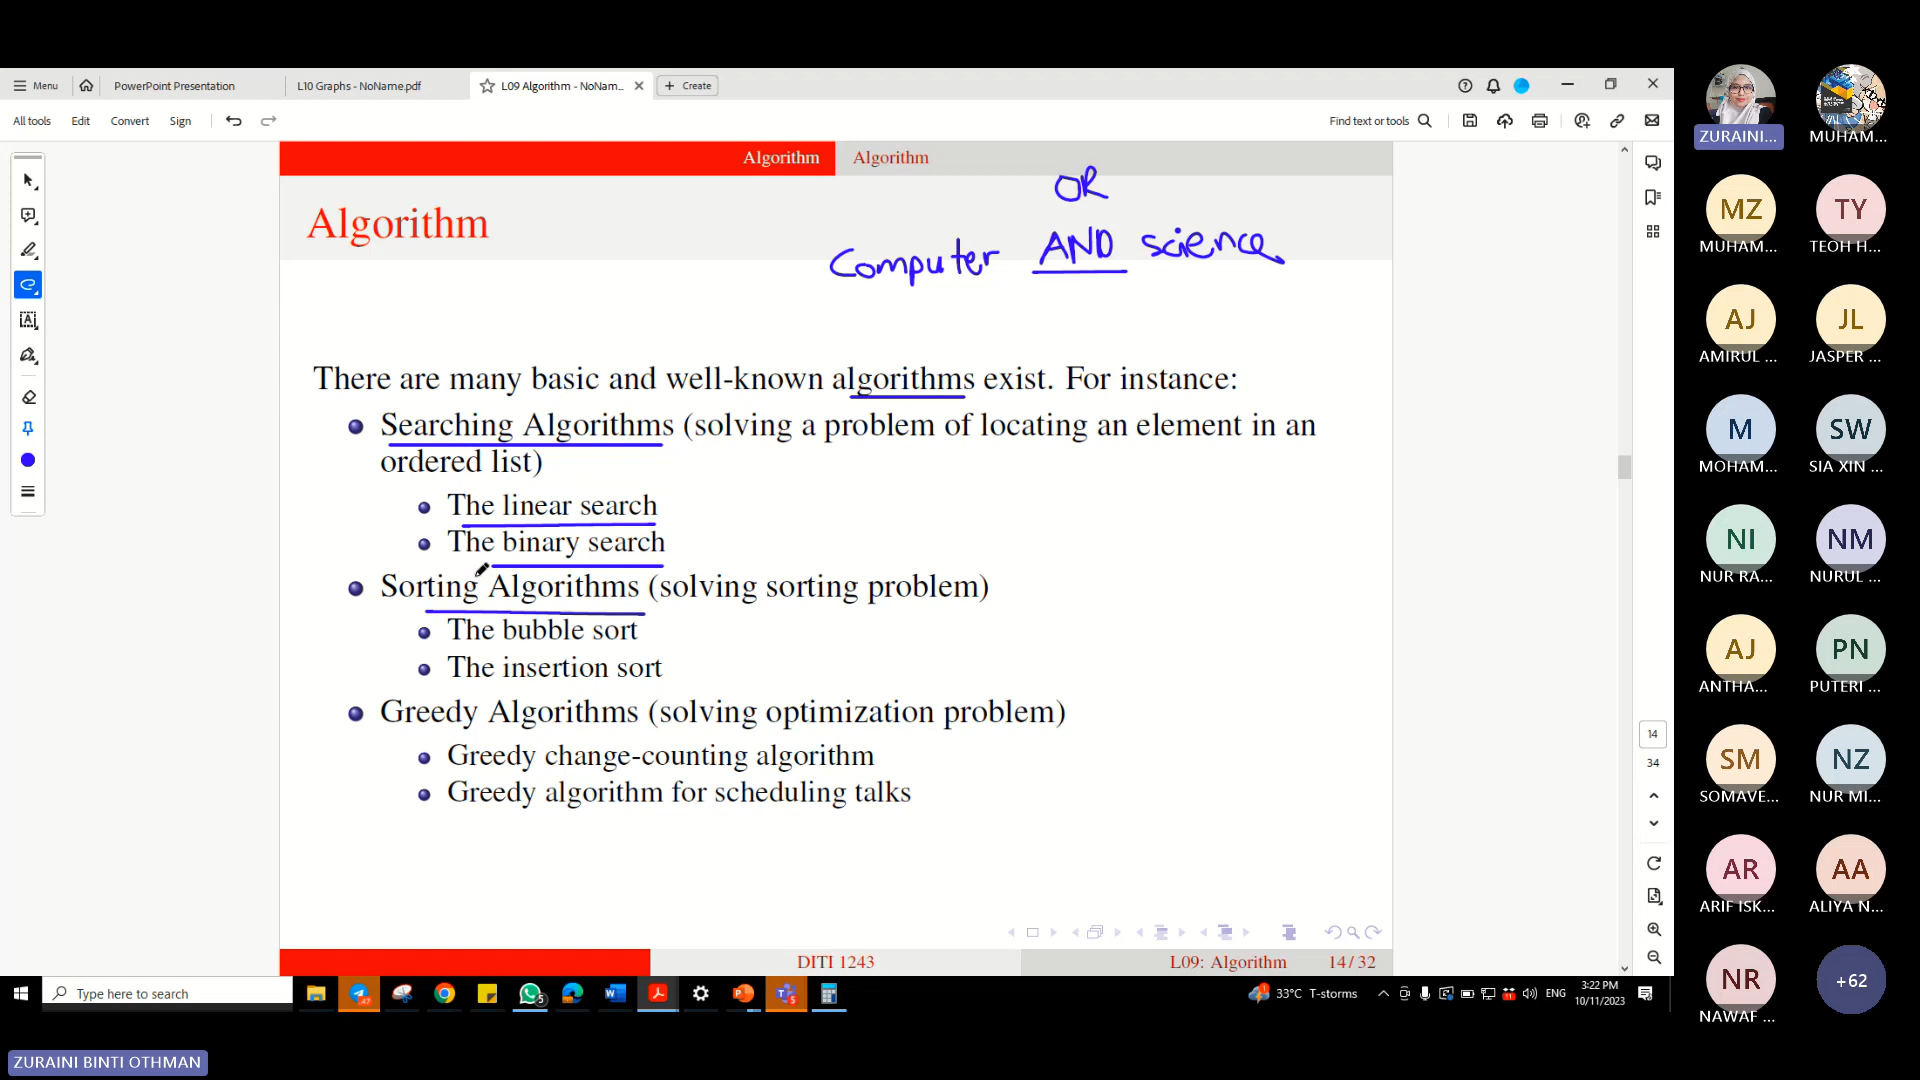 Menu
PowerPoint Presentation
L10 Graphs - NoName.pdf
L09 Algorithm - NoNam...
Create
All tools
Edit
Convert
Sign
Find text or tools
Algorithm
Algorithm
OR
Computer AND science
Algorithm
There are many basic and well-known algorithms exist. For instance:
Searching Algorithms (solving a problem of locating an element in an
ordered list)
The linear search
The binary search
Sorting Algorithms (solving sorting problem)
The bubble sort
The insertion sort
Greedy Algorithms (solving optimization problem)
Greedy change-counting algorithm
Greedy algorithm for scheduling talks
14
34
DITI 1243
L09: Algorithm
14 / 32
Type here to search
33°C T-storms
ENG
3:22 PM
10/11/2023
ZURAINI...
MUHAM...
MZ
MUHAM...
TY
TEOH H...
AJ
AMIRUL ...
JL
JASPER ...
M
MOHAM...
SW
SIA XIN ...
NI
NUR RA...
NM
NURUL ...
AJ
ANTHA...
PN
PUTERI ...
SM
SOMAVE...
NZ
NUR MI...
AR
ARIF ISK...
AA
ALIYA N...
NR
NAWAF ...
+62
ZURAINI BINTI OTHMAN